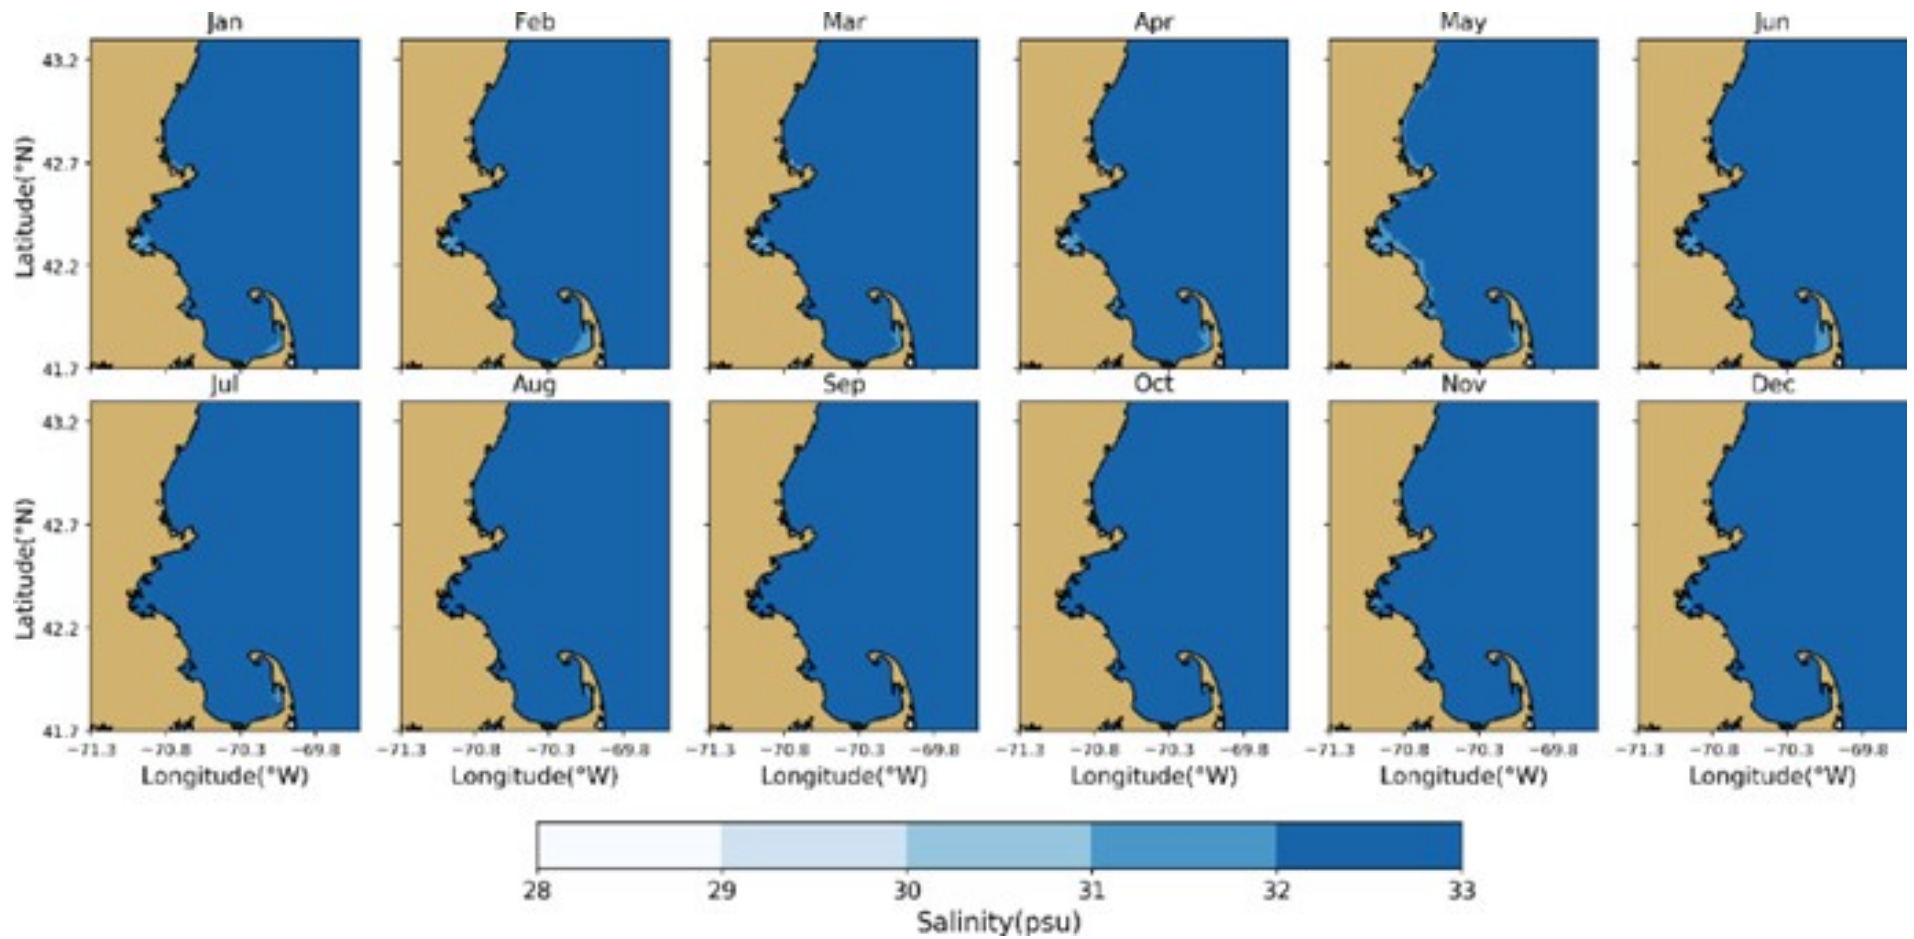 Jan Feb Mar Apr May Jun
43.2
42.7
42.2
41.7
Latitude(°N)
Jul Aug Sep Oct Nov Dec
43.2
42.7
42.2
41.7
Latitude(°N)
−71.3 −70.8 −70.3 −69.8 −71.3 −70.8 −70.3 −69.8 −71.3 −70.8 −70.3 −69.8 −71.3 −70.8 −70.3 −69.8 −71.3 −70.8 −70.3 −69.8 −71.3 −70.8 −70.3 −69.8
Longitude(°W) Longitude(°W) Longitude(°W) Longitude(°W) Longitude(°W) Longitude(°W)
28 29 30 31 32 33
Salinity(psu)